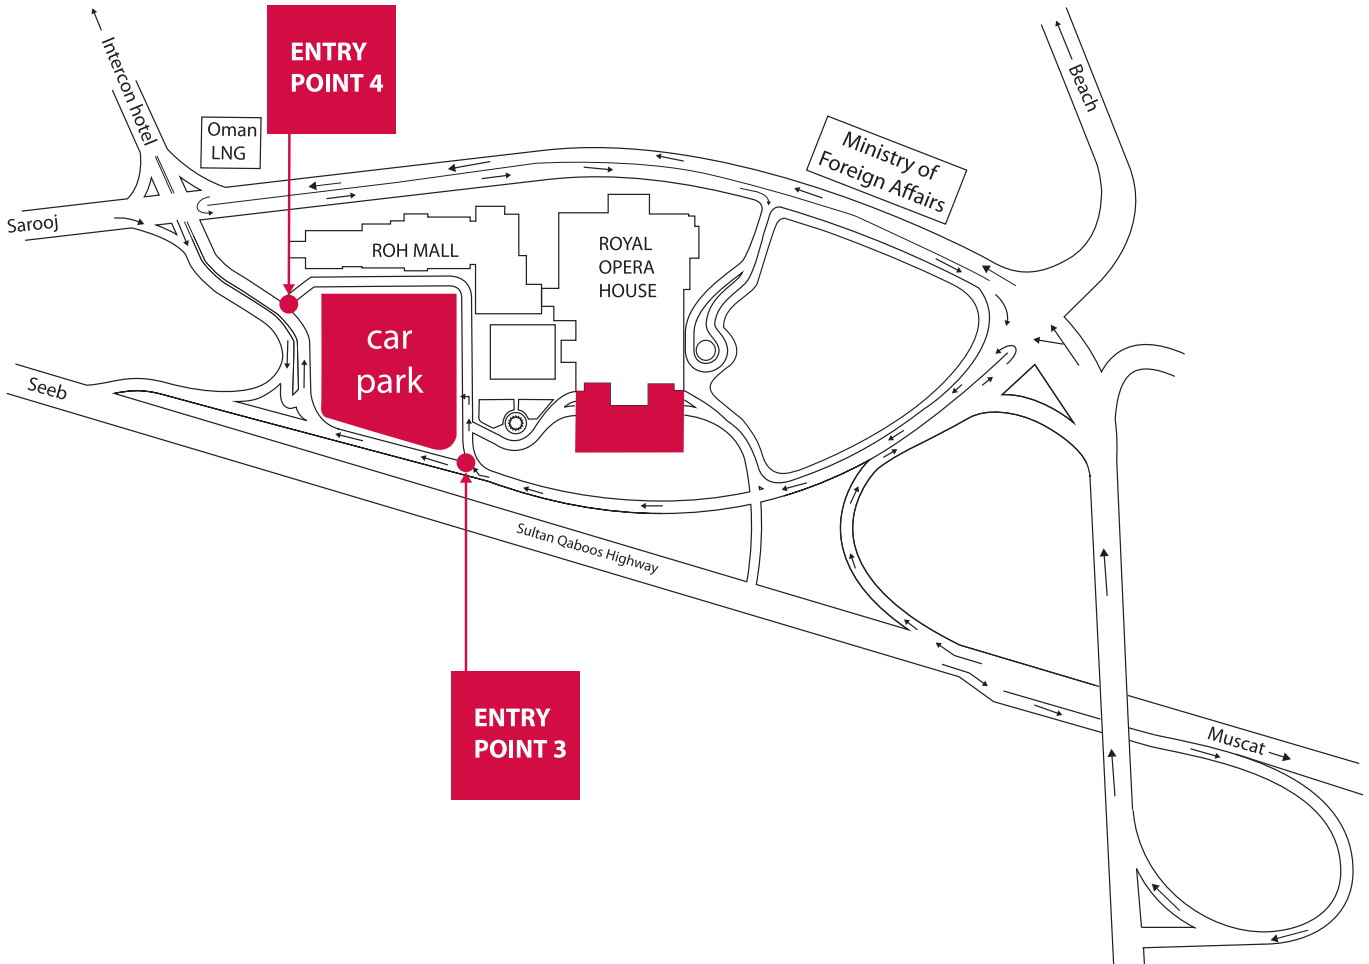 ENTRY
POINT 4
Intercon hotel
Oman
LNG
Beach
Ministry of
Foreign Affairs
Sarooj
ROH MALL
ROYAL
OPERA
HOUSE
car
park
Seeb
Sultan Qaboos Highway
ENTRY
POINT 3
Muscat